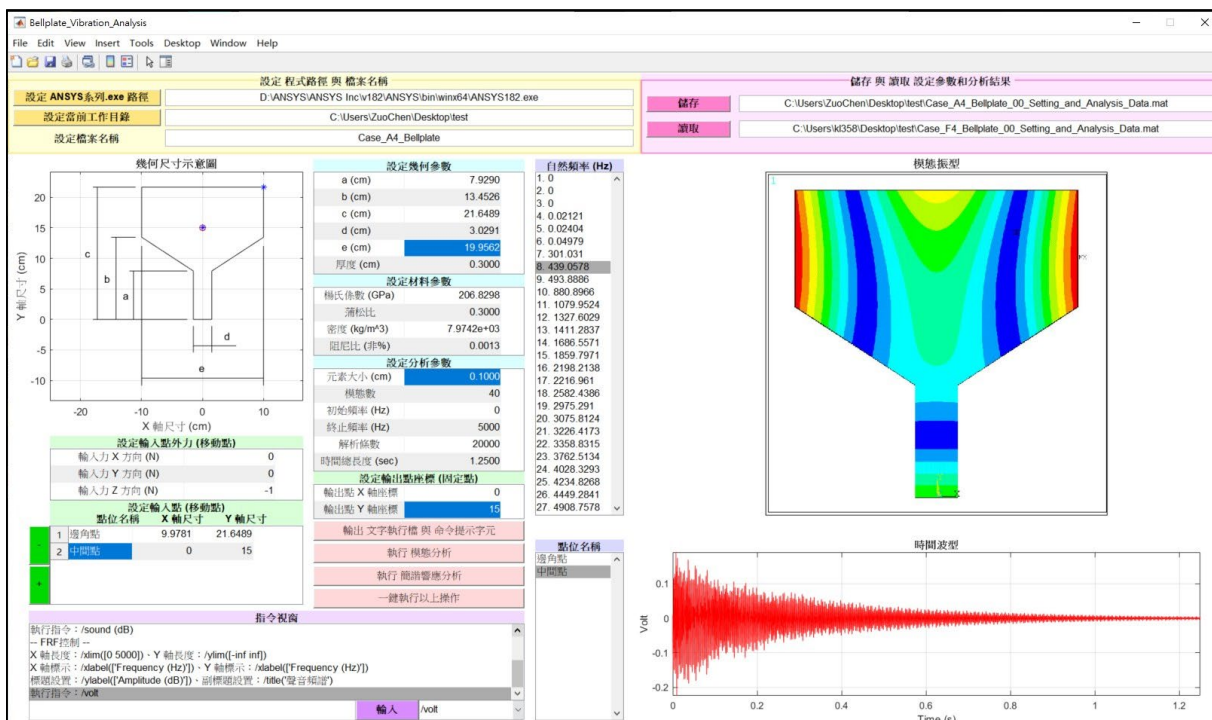 Bellplate_Vibration_Analysis
File Edit View Insert Tools Desktop Window Help
設定 程式路徑 與 檔案名稱
設定 ANSYS系列.exe 路徑 D:\ANSYS\ANSYS Inc\v182\ANSYS\bin\winx64\ANSYS182.exe
設定當前工作目錄 C:\Users\ZuoChen\Desktop\test
設定檔案名稱 Case_A4_Bellplate
儲存 與 讀取 設定參數和分析結果
儲存 C:\Users\ZuoChen\Desktop\test\Case_A4_Bellplate_00_Setting_and_Analysis_Data.mat
讀取 C:\Users\kl358\Desktop\test\Case_F4_Bellplate_00_Setting_and_Analysis_Data.mat
幾何尺寸示意圖
20
15
10
5
0
-5
-10
Y 軸尺寸 (cm)
c
b
a
d
e
-20 -10 0 10 20
X 軸尺寸 (cm)
設定輸入點外力 (移動點)
輸入力 X 方向 (N) 0
輸入力 Y 方向 (N) 0
輸入力 Z 方向 (N) -1
設定輸入點 (移動點)
點位名稱 X 軸尺寸 Y 軸尺寸
- 1 邊角點 9.9781 21.6489
2 中間點 0 15
+
設定幾何參數
a (cm) 7.9290
b (cm) 13.4526
c (cm) 21.6489
d (cm) 3.0291
e (cm) 19.9562
厚度 (cm) 0.3000
設定材料參數
楊氏係數 (GPa) 206.8298
蒲松比 0.3000
密度 (kg/m^3) 7.9742e+03
阻尼比 (非%) 0.0013
設定分析參數
元素大小 (cm) 0.1000
模態數 40
初始頻率 (Hz) 0
終止頻率 (Hz) 5000
解析條數 20000
時間總長度 (sec) 1.2500
設定輸出點座標 (固定點)
輸出點 X 軸座標 0
輸出點 Y 軸座標 15
輸出 文字執行檔 與 命令提示字元
執行 模態分析
執行 簡諧響應分析
一鍵執行以上操作
自然頻率 (Hz)
1. 0
2. 0
3. 0
4. 0.02121
5. 0.02404
6. 0.04979
7. 301.031
8. 439.0578
9. 493.8886
10. 880.8966
11. 1079.9524
12. 1327.6029
13. 1411.2837
14. 1686.5571
15. 1859.7971
16. 2198.2138
17. 2216.961
18. 2582.4386
19. 2975.291
20. 3075.8124
21. 3226.4173
22. 3358.8315
23. 3762.5134
24. 4028.3293
25. 4234.8268
26. 4449.2841
27. 4908.7578
點位名稱
邊角點
中間點
模態振型
1
X
時間波型
0.1
0
-0.1
-0.2
Volt
0 0.2 0.4 0.6 0.8 1 1.2
Time (s)
指令視窗
執行指令：/sound (dB)
-- FRF控制 --
X 軸長度：/xlim([0 5000])、Y 軸長度：/ylim([-inf inf])
X 軸標示：/xlabel(['Frequency (Hz)'])、Y 軸標示：/xlabel(['Frequency (Hz)'])
標題設置：/ylabel(['Amplitude (dB)'])、副標題設置：/title('聲音頻譜')
執行指令：/volt
輸入 /volt